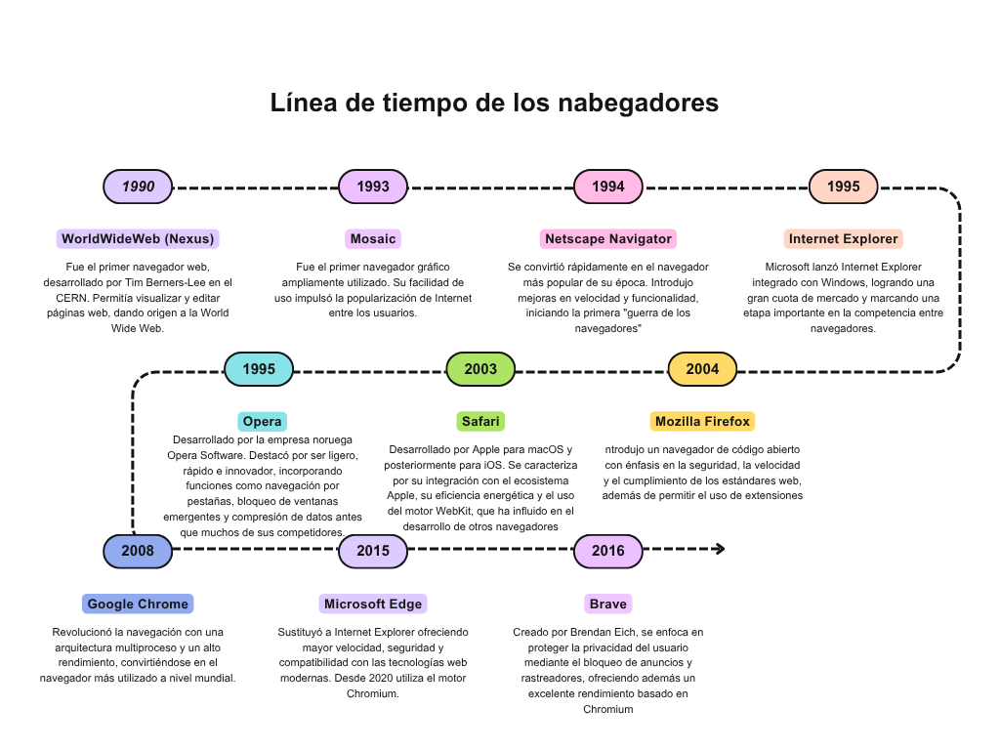 Línea de tiempo de los nabegadores
1990
1993
1994
1995
WorldWideWeb (Nexus)
Mosaic
Netscape Navigator
Internet Explorer
Fue el primer navegador web,
desarrollado por Tim Berners-Lee en el
CERN. Permitía visualizar y editar
páginas web, dando origen a la World
Wide Web.
Fue el primer navegador gráfico
ampliamente utilizado. Su facilidad de
uso impulsó la popularización de Internet
entre los usuarios.
Se convirtió rápidamente en el navegador
más popular de su época. Introdujo
mejoras en velocidad y funcionalidad,
iniciando la primera "guerra de los
navegadores"
Microsoft lanzó Internet Explorer
integrado con Windows, logrando una
gran cuota de mercado y marcando una
etapa importante en la competencia entre
navegadores.
1995
2003
2004
Opera
Safari
Mozilla Firefox
Desarrollado por la empresa noruega
Opera Software. Destacó por ser ligero,
rápido e innovador, incorporando
funciones como navegación por
pestañas, bloqueo de ventanas
emergentes y compresión de datos antes
que muchos de sus competidores.
Desarrollado por Apple para macOS y
posteriormente para iOS. Se caracteriza
por su integración con el ecosistema
Apple, su eficiencia energética y el uso
del motor WebKit, que ha influido en el
desarrollo de otros navegadores
ntrodujo un navegador de código abierto
con énfasis en la seguridad, la velocidad
y el cumplimiento de los estándares web,
además de permitir el uso de extensiones
2008
2015
2016
Google Chrome
Microsoft Edge
Brave
Revolucionó la navegación con una
arquitectura multiproceso y un alto
rendimiento, convirtiéndose en el
navegador más utilizado a nivel mundial.
Sustituyó a Internet Explorer ofreciendo
mayor velocidad, seguridad y
compatibilidad con las tecnologías web
modernas. Desde 2020 utiliza el motor
Chromium.
Creado por Brendan Eich, se enfoca en
proteger la privacidad del usuario
mediante el bloqueo de anuncios y
rastreadores, ofreciendo además un
excelente rendimiento basado en
Chromium